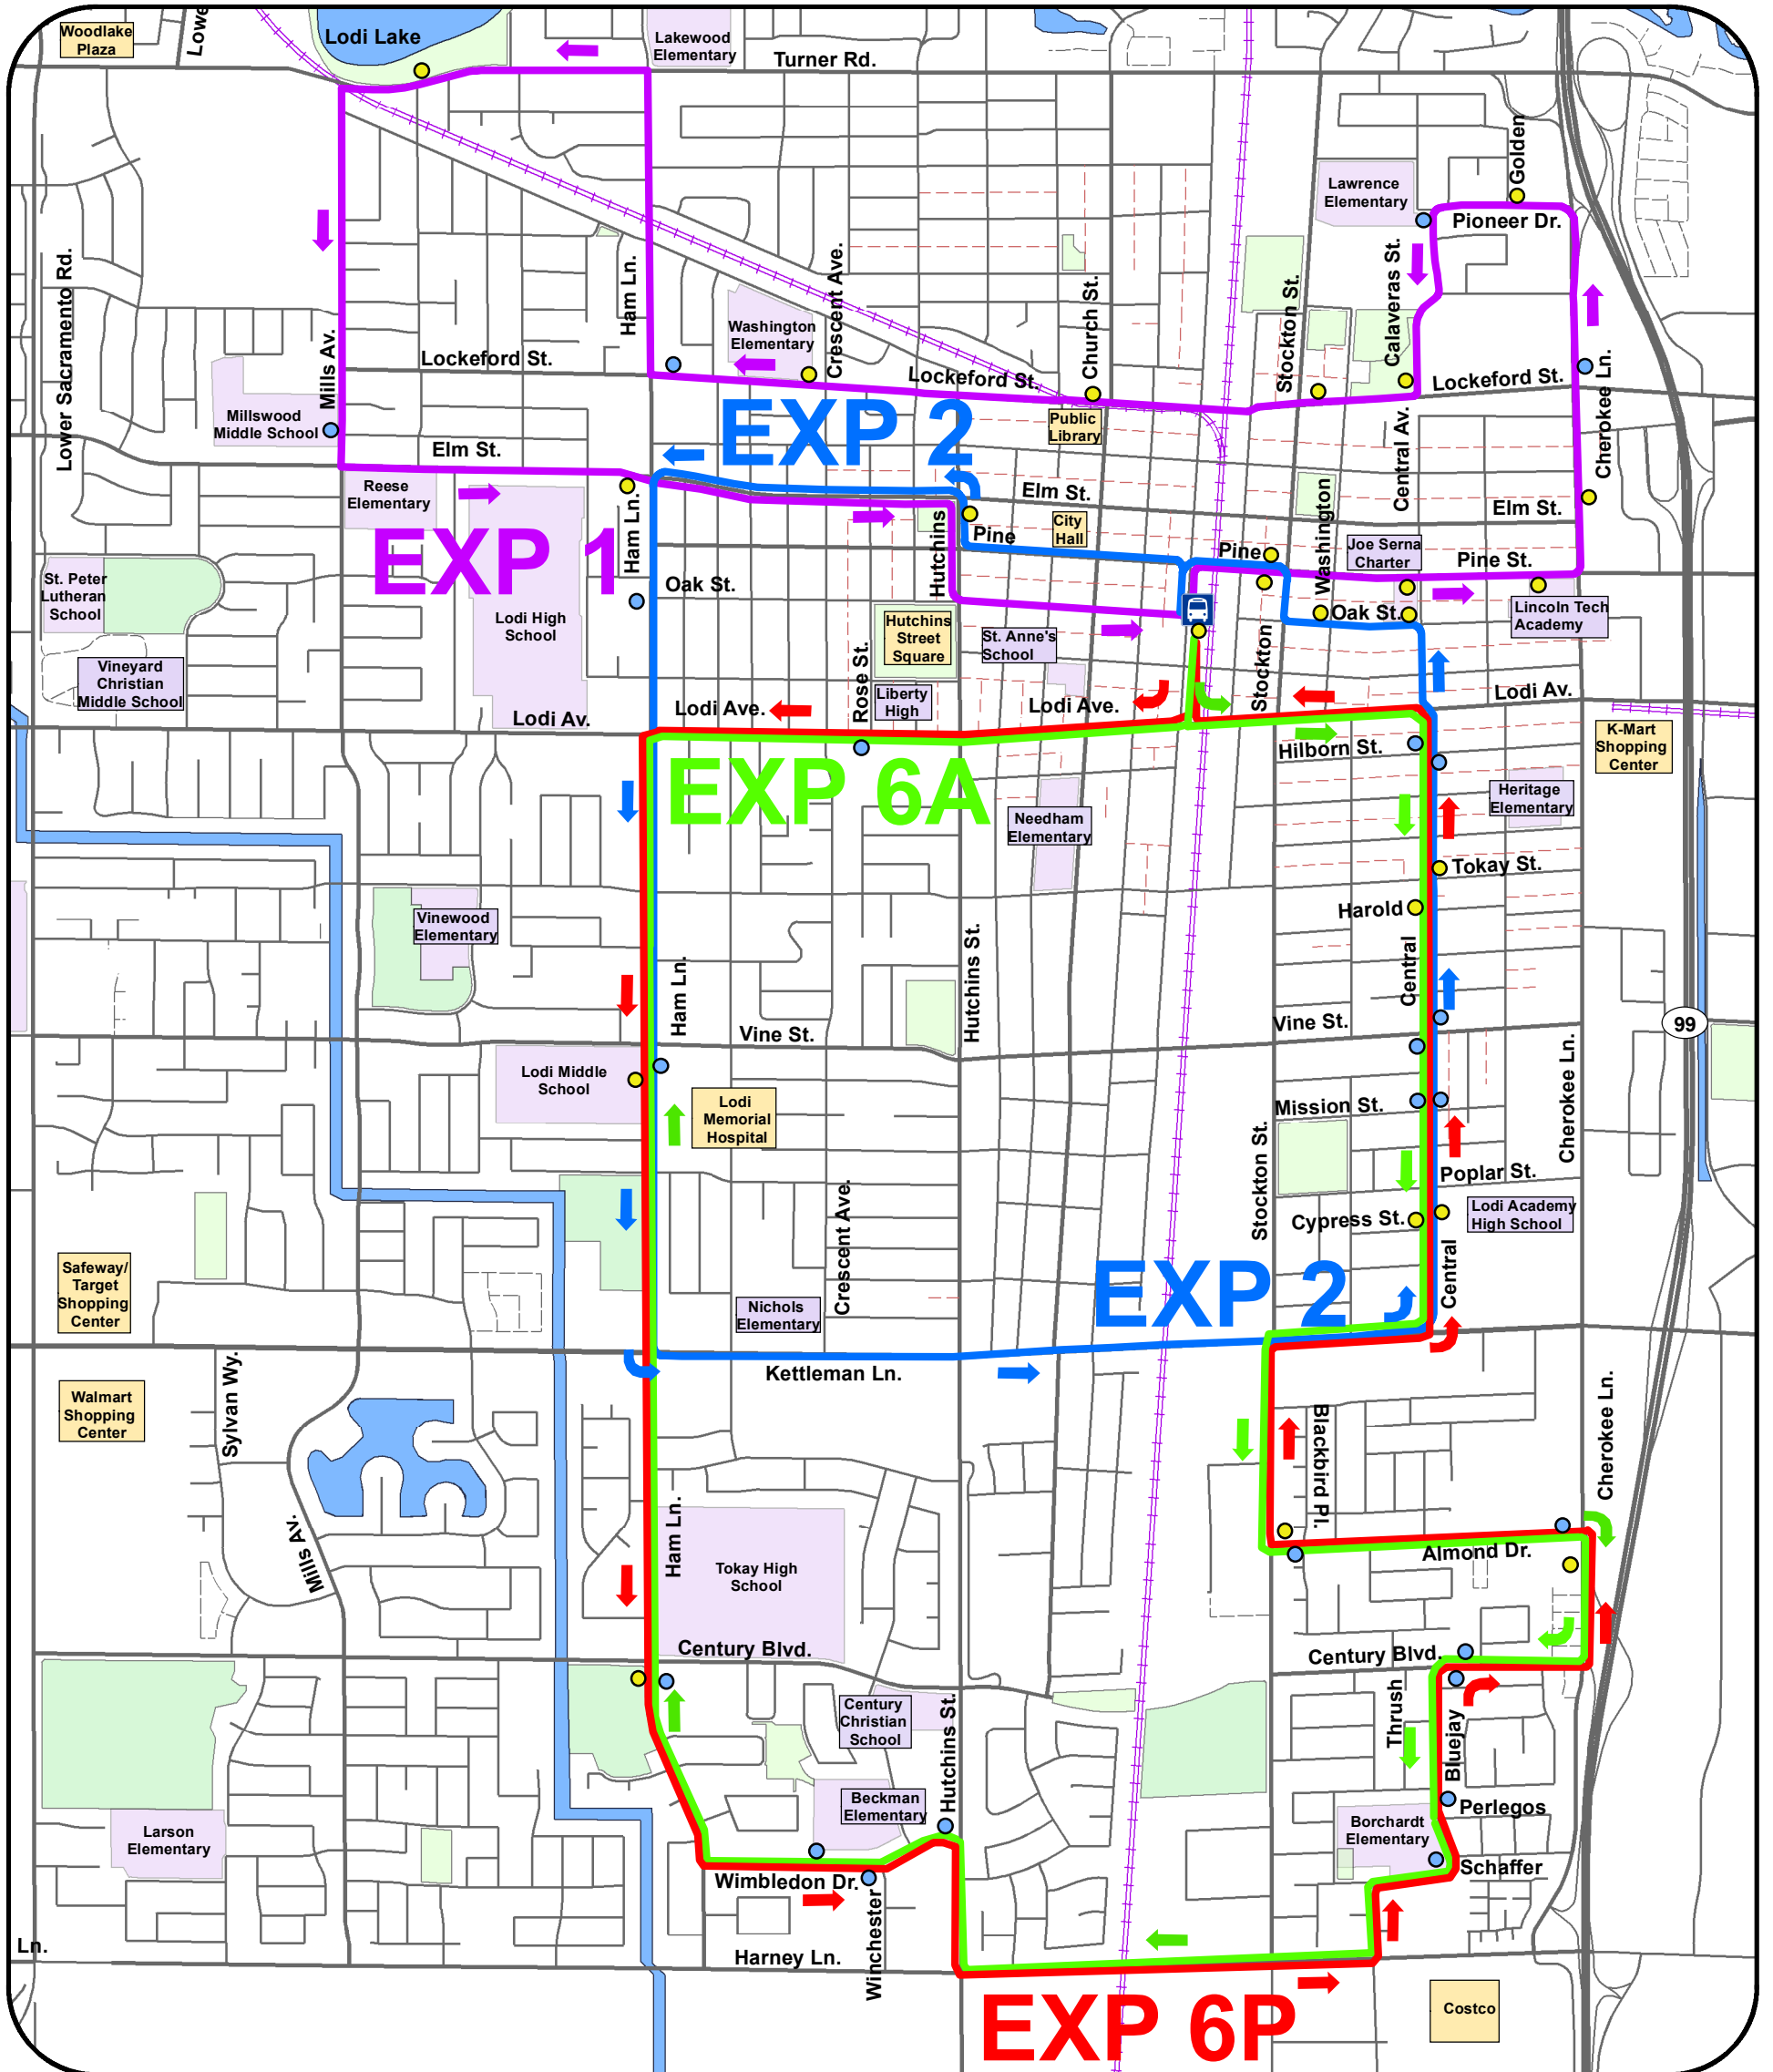 Woodlake
Plaza
Lowe
Lodi Lake
Lakewood
Elementary
Turner Rd.
Golden
Lawrence
Elementary
Pioneer Dr.
Lower Sacramento Rd.
Ham Ln.
Crescent Ave.
Church St.
Stockton St.
Calaveras St.
Washington
Elementary
Mills Av.
Lockeford St.
Lockeford St.
Lockeford St.
Cherokee Ln.
Millswood
Middle School
EXP 2
Public
Library
Central Av.
Elm St.
Reese
Elementary
Elm St.
Elm St.
EXP 1
Ham Ln.
Hutchins
Pine
City
Hall
Pine
Washington
Joe Serna
Charter
Pine St.
St. Peter
Lutheran
School
Oak St.
Lodi High
School
Hutchins
Street
Square
St. Anne's
School
Oak St.
Lincoln Tech
Academy
Vineyard
Christian
Middle School
Rose St.
Liberty
High
Stockton
Lodi Av.
Lodi Ave.
Lodi Ave.
Lodi Av.
K-Mart
Shopping
Center
Hilborn St.
EXP 6A
Needham
Elementary
Heritage
Elementary
Tokay St.
Vinewood
Elementary
Harold
Ham Ln.
Hutchins St.
Central
Vine St.
Vine St.
99
Lodi Middle
School
Lodi
Memorial
Hospital
Mission St.
Cherokee Ln.
Stockton St.
Poplar St.
Crescent Ave.
Cypress St.
Lodi Academy
High School
Safeway/
Target
Shopping
Center
EXP 2
Central
Nichols
Elementary
Kettleman Ln.
Walmart
Shopping
Center
Sylvan Wy.
Blackbird Pl.
Cherokee Ln.
Mills Av.
Ham Ln.
Tokay High
School
Almond Dr.
Century Blvd.
Century Blvd.
Century
Christian
School
Hutchins St.
Thrush
Bluejay
Beckman
Elementary
Perlegos
Larson
Elementary
Borchardt
Elementary
Schaffer
Wimbledon Dr.
Winchester
Ln.
Harney Ln.
EXP 6P
Costco